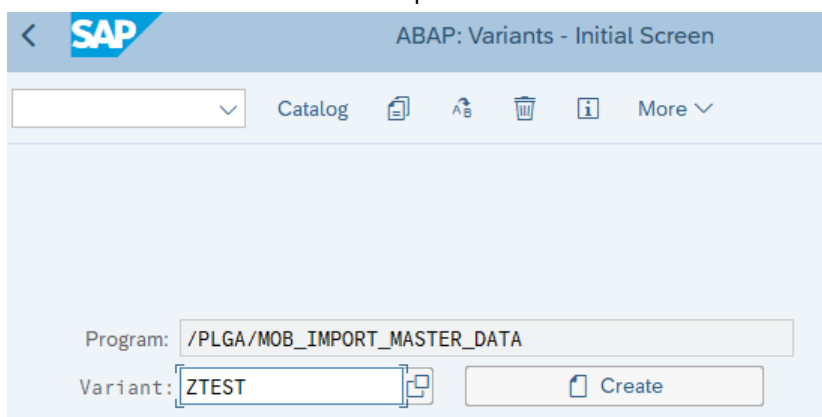 SAP ABAP: Variants - Initial Screen
Catalog More
Program: /PLGA/MOB_IMPORT_MASTER_DATA
Variant: ZTEST Create